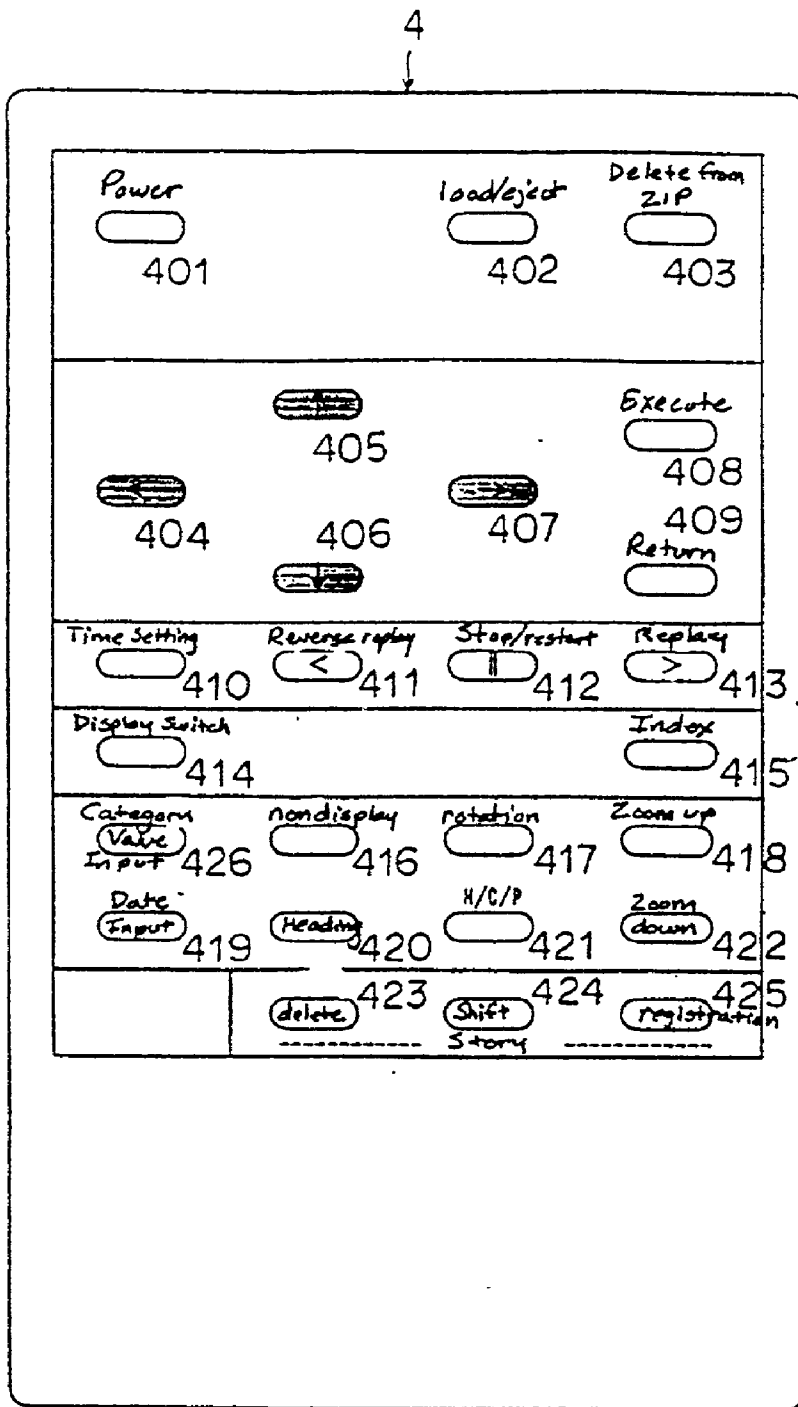 4
Power load/eject Delete from ZIP
401 402 403
405 Execute
408
404 406 407 409
Return
Time Setting Reverse replay Stop/restart Replay
410 < 411 || 412 > 413
Display Switch Index
414 415
Category nondisplay rotation Zoom up
Value
Input 426 416 417 418
Date H/C/P Zoom
Input 419 Heading 420 421 down 422
423 424 425
delete Shift registration
Story